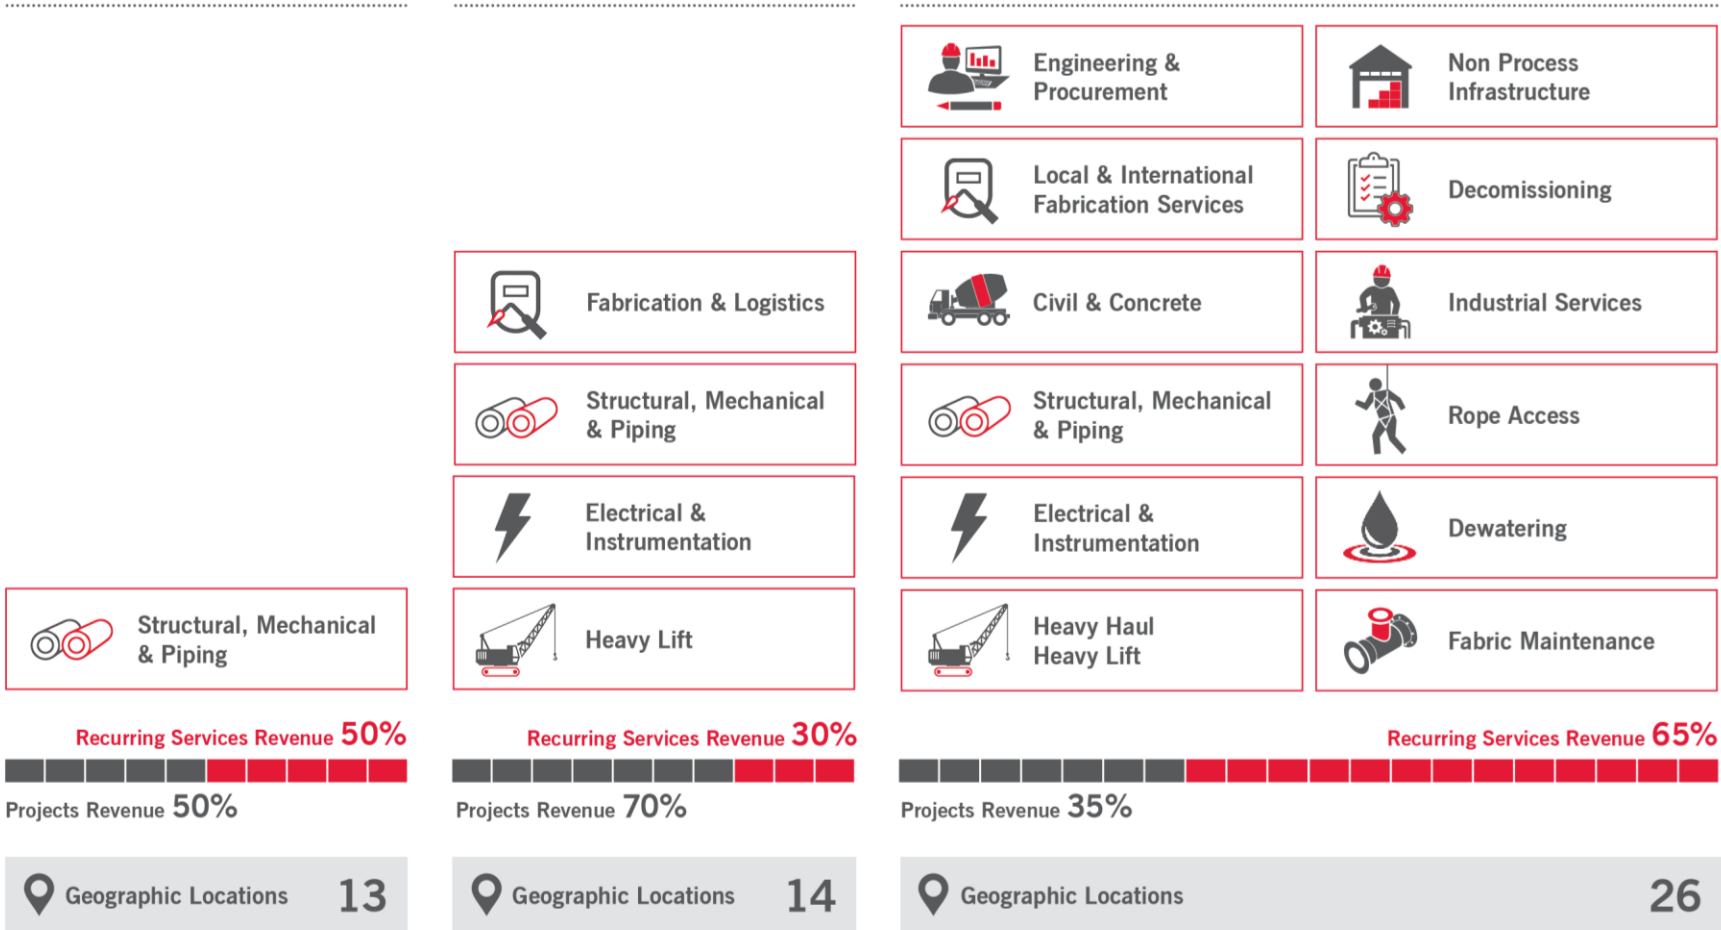 Structural, Mechanical
& Piping
Recurring Services Revenue 50%
Projects Revenue 50%
Geographic Locations 13
Fabrication & Logistics
Structural, Mechanical
& Piping
Electrical &
Instrumentation
Heavy Lift
Recurring Services Revenue 30%
Projects Revenue 70%
Geographic Locations 14
Engineering &
Procurement
Local & International
Fabrication Services
Civil & Concrete
Structural, Mechanical
& Piping
Electrical &
Instrumentation
Heavy Haul
Heavy Lift
Non Process
Infrastructure
Decomissioning
Industrial Services
Rope Access
Dewatering
Fabric Maintenance
Recurring Services Revenue 65%
Projects Revenue 35%
Geographic Locations 26